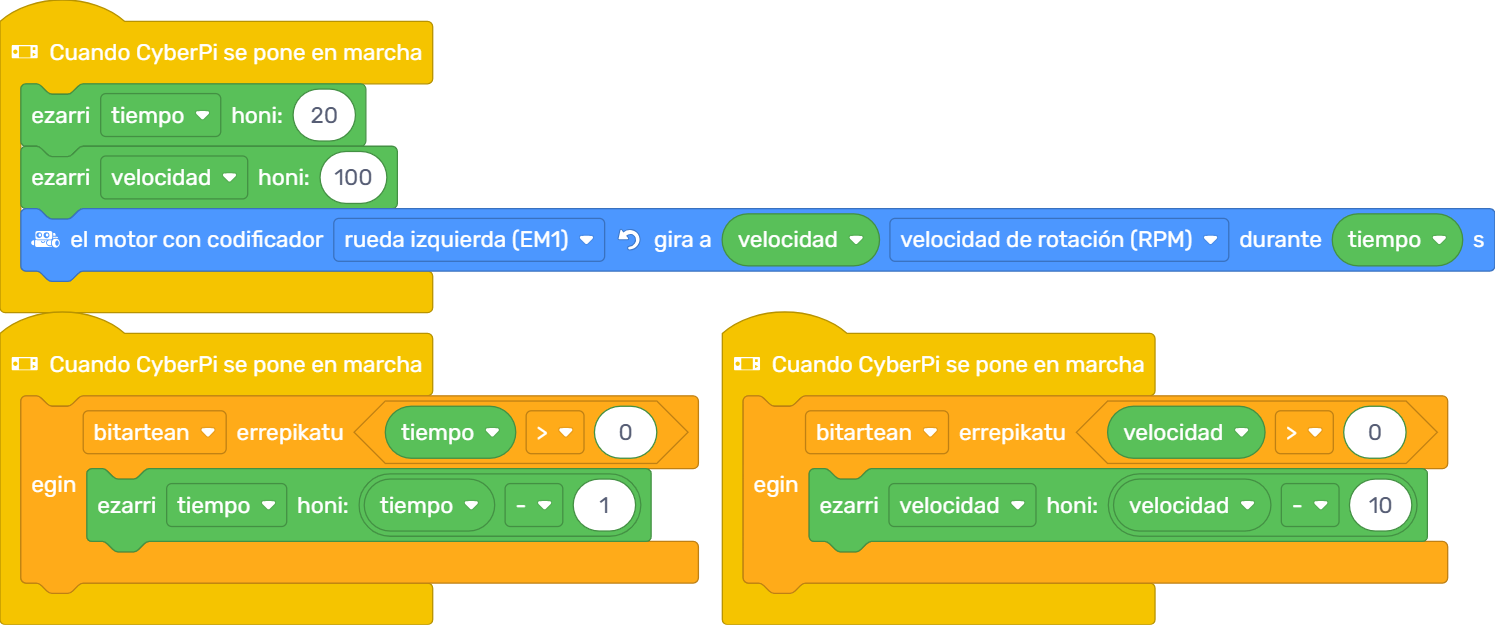 Cuando CyberPi se pone en marcha
ezarri tiempo honi: 20
ezarri velocidad honi: 100
el motor con codificador rueda izquierda (EM1) gira a velocidad velocidad de rotación (RPM) durante tiempo s
Cuando CyberPi se pone en marcha
bitartean errepikatu tiempo > 0
egin
ezarri tiempo honi: tiempo - 1
Cuando CyberPi se pone en marcha
bitartean errepikatu velocidad > 0
egin
ezarri velocidad honi: velocidad - 10